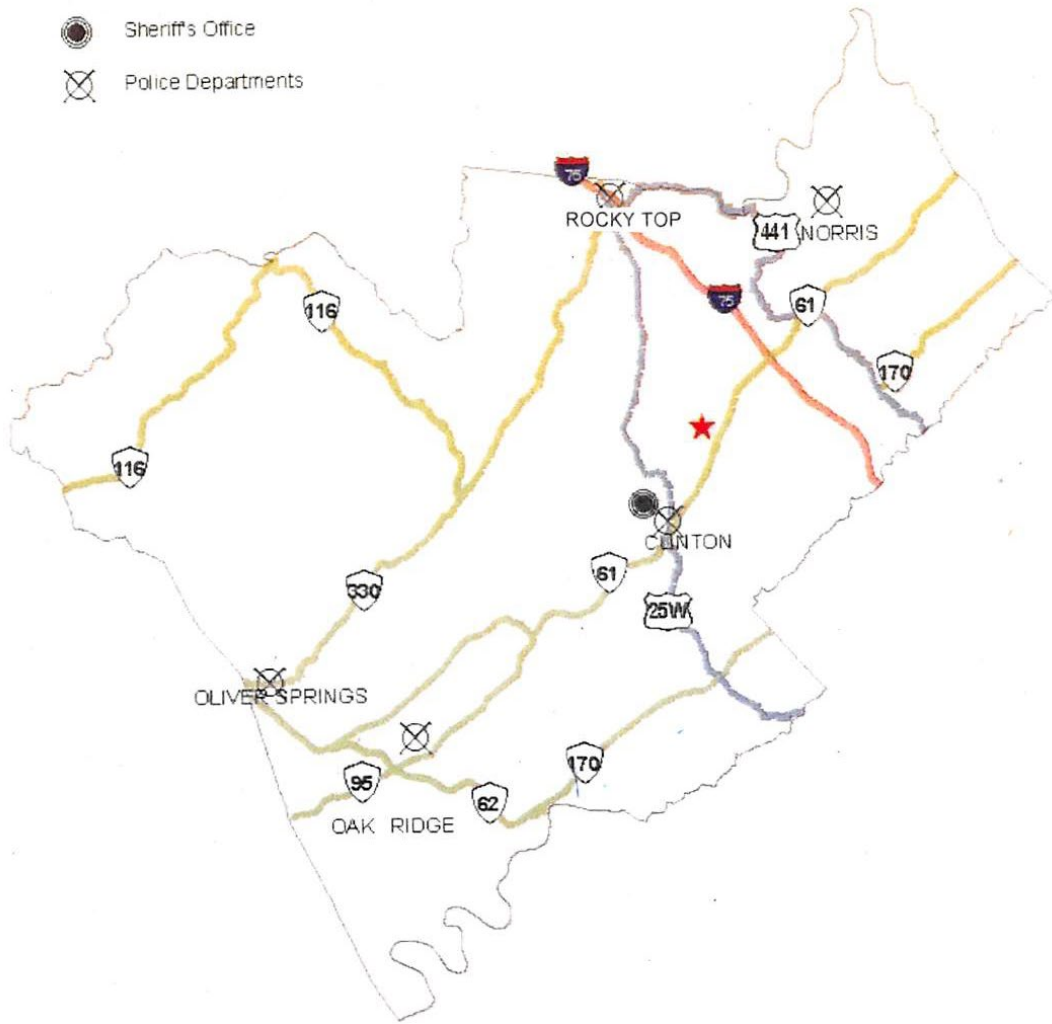 Sheriff's Office
Police Departments
75
ROCKY TOP
441
NORRIS
75
61
116
170
116
CLINTON
61
330
25W
OLIVER SPRINGS
170
95
62
OAK RIDGE